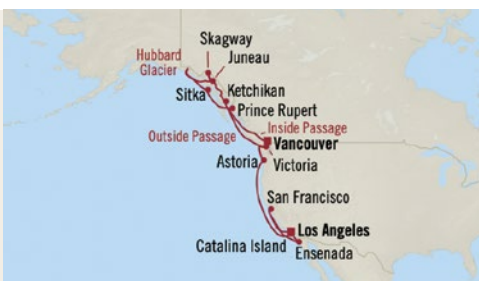 Skagway
Hubbard
Glacier
Juneau
Sitka
Ketchikan
Prince Rupert
Outside Passage
Inside Passage
Vancouver
Astoria
Victoria
San Francisco
Los Angeles
Catalina Island
Ensenada